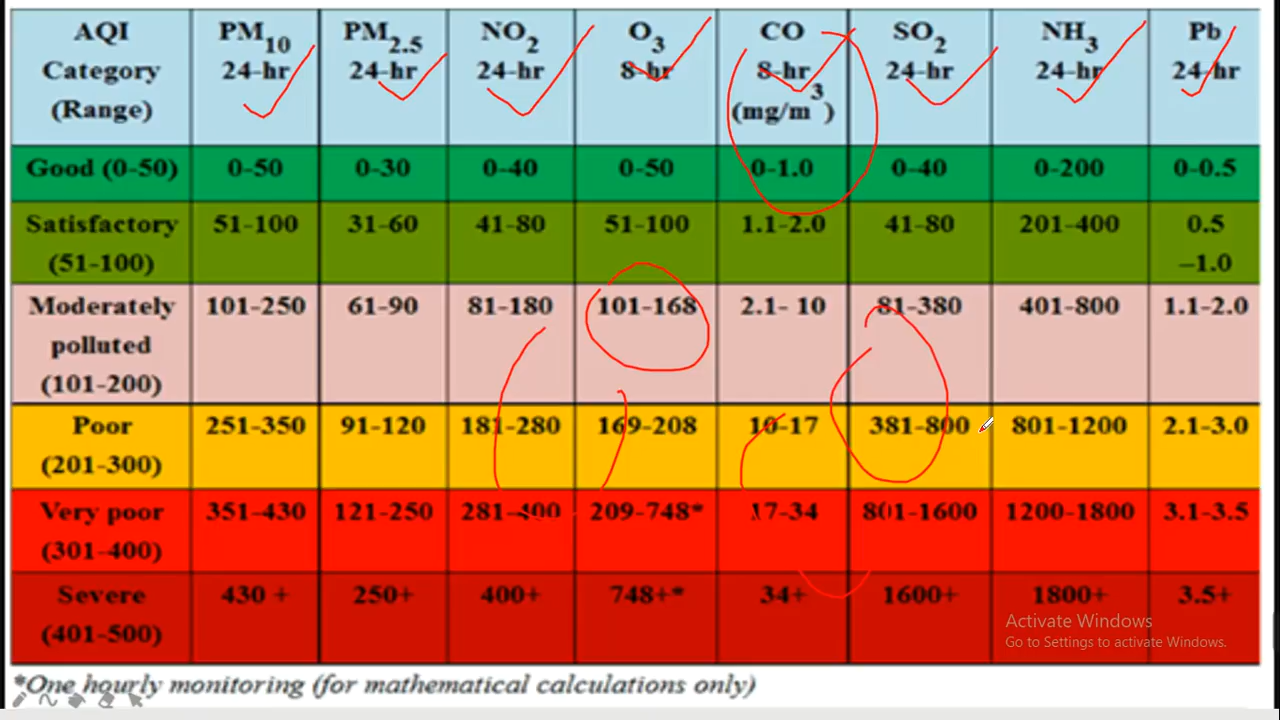 AQI Category (Range) PM10 24-hr PM2.5 24-hr NO2 24-hr O3 8-hr CO 8-hr (mg/m3) SO2 24-hr NH3 24-hr Pb 24-hr
Good (0-50) 0-50 0-30 0-40 0-50 0-1.0 0-40 0-200 0-0.5
Satisfactory (51-100) 51-100 31-60 41-80 51-100 1.1-2.0 41-80 201-400 0.5 –1.0
Moderately polluted (101-200) 101-250 61-90 81-180 101-168 2.1- 10 81-380 401-800 1.1-2.0
Poor (201-300) 251-350 91-120 181-280 169-208 10-17 381-800 801-1200 2.1-3.0
Very poor (301-400) 351-430 121-250 281-400 209-748* 17-34 801-1600 1200-1800 3.1-3.5
Severe (401-500) 430 + 250+ 400+ 748+* 34+ 1600+ 1800+ 3.5+
Activate Windows
Go to Settings to activate Windows.
*One hourly monitoring (for mathematical calculations only)